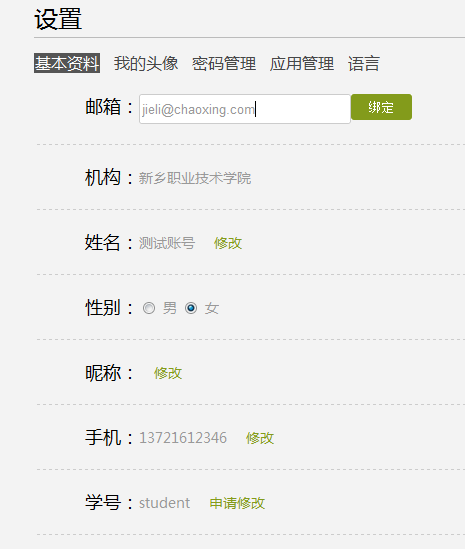 设置
基本资料 我的头像 密码管理 应用管理 语言
邮箱： jieli@chaoxing.com 绑定
机构： 新乡职业技术学院
姓名： 测试账号 修改
性别： 男 女
昵称： 修改
手机： 13721612346 修改
学号： student 申请修改